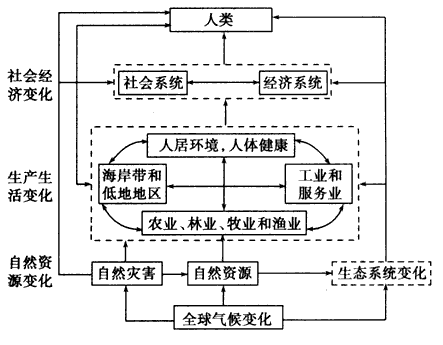 人类
社会经
济变化
社会系统
经济系统
人居环境,人体健康
生产生
活变化
海岸带和
低地地区
工业和
服务业
农业、林业、牧业和渔业
自然资
源变化
自然灾害
自然资源
生态系统变化
全球气候变化